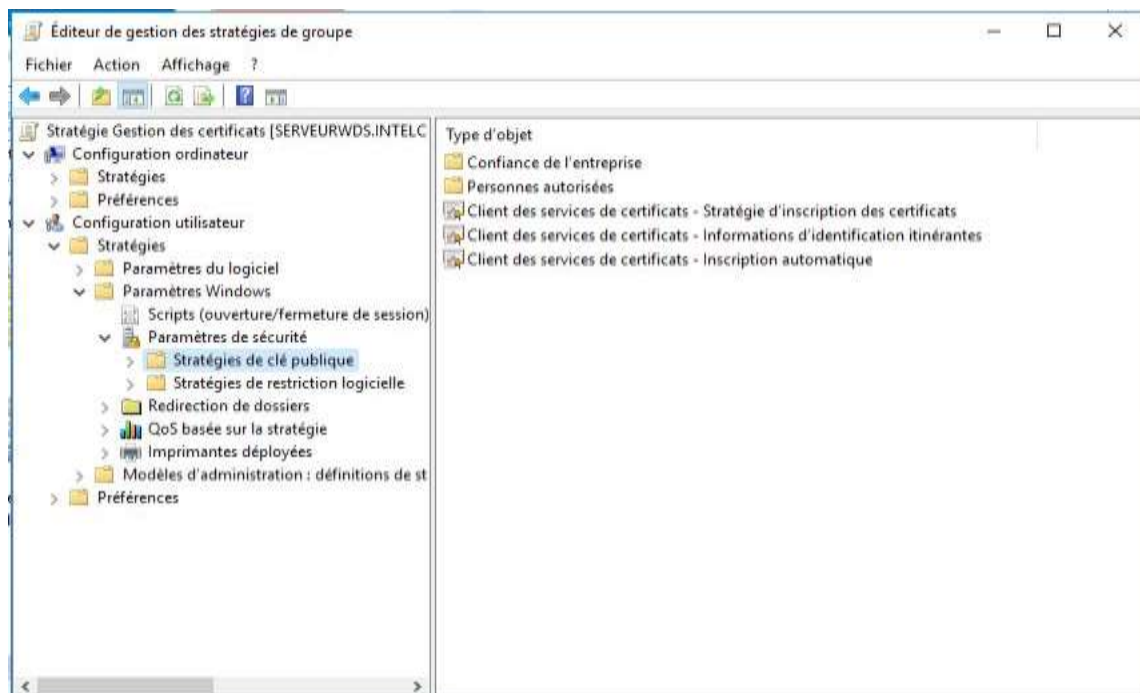 Éditeur de gestion des stratégies de groupe
Fichier Action Affichage ?
Stratégie Gestion des certificats [SERVEURWDS.INTELC
Configuration ordinateur
Stratégies
Préférences
Configuration utilisateur
Stratégies
Paramètres du logiciel
Paramètres Windows
Scripts (ouverture/fermeture de session)
Paramètres de sécurité
Stratégies de clé publique
Stratégies de restriction logicielle
Redirection de dossiers
QoS basée sur la stratégie
Imprimantes déployées
Modèles d'administration : définitions de st
Préférences
Type d'objet
Confiance de l'entreprise
Personnes autorisées
Client des services de certificats - Stratégie d'inscription des certificats
Client des services de certificats - Informations d'identification itinérantes
Client des services de certificats - Inscription automatique